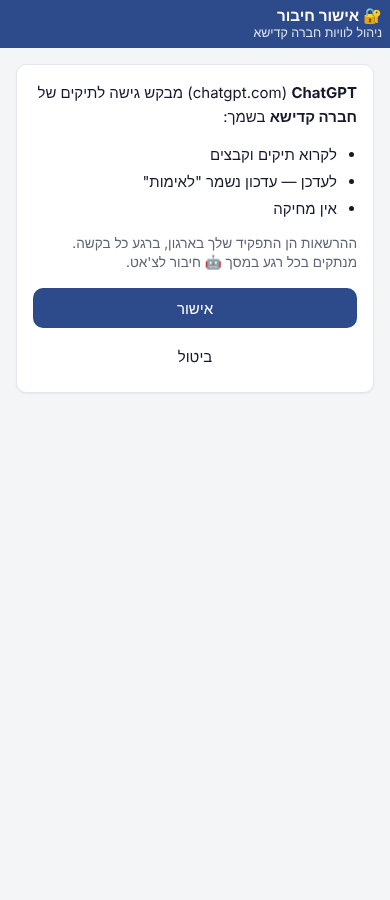 🔐 אישור חיבור
ניהול לוויות חברה קדישא
ChatGPT (chatgpt.com) מבקש גישה לתיקים של
חברה קדישא בשמך:
• לקרוא תיקים וקבצים
• לעדכן — עדכון נשמר "לאימות"
• אין מחיקה
ההרשאות הן התפקיד שלך בארגון, ברגע כל בקשה.
מנתקים בכל רגע במסך 🤖 חיבור לצ'אט.
אישור
ביטול